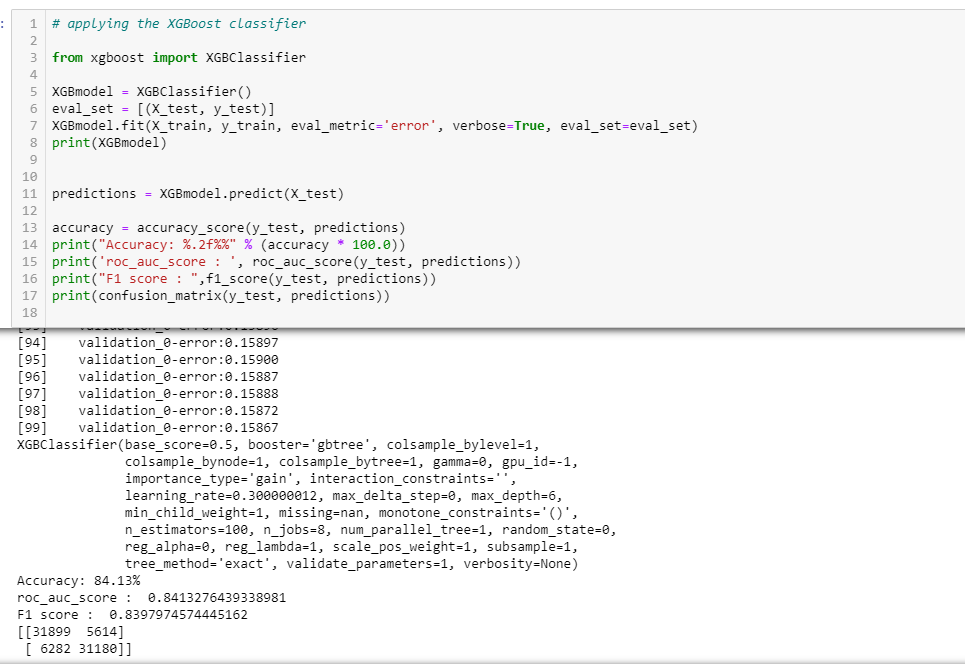 :
1 # applying the XGBoost classifier
2
3 from xgboost import XGBClassifier
4
5 XGBmodel = XGBClassifier()
6 eval_set = [(X_test, y_test)]
7 XGBmodel.fit(X_train, y_train, eval_metric='error', verbose=True, eval_set=eval_set)
8 print(XGBmodel)
9
10
11 predictions = XGBmodel.predict(X_test)
12
13 accuracy = accuracy_score(y_test, predictions)
14 print("Accuracy: %.2f%%" % (accuracy * 100.0))
15 print('roc_auc_score : ', roc_auc_score(y_test, predictions))
16 print("F1 score : ",f1_score(y_test, predictions))
17 print(confusion_matrix(y_test, predictions))
18
[94] validation_0-error:0.15897
[95] validation_0-error:0.15900
[96] validation_0-error:0.15887
[97] validation_0-error:0.15888
[98] validation_0-error:0.15872
[99] validation_0-error:0.15867
XGBClassifier(base_score=0.5, booster='gbtree', colsample_bylevel=1,
colsample_bynode=1, colsample_bytree=1, gamma=0, gpu_id=-1,
importance_type='gain', interaction_constraints='',
learning_rate=0.300000012, max_delta_step=0, max_depth=6,
min_child_weight=1, missing=nan, monotone_constraints='()',
n_estimators=100, n_jobs=8, num_parallel_tree=1, random_state=0,
reg_alpha=0, reg_lambda=1, scale_pos_weight=1, subsample=1,
tree_method='exact', validate_parameters=1, verbosity=None)
Accuracy: 84.13%
roc_auc_score :  0.8413276439338981
F1 score :  0.8397974574445162
[[31899  5614]
[ 6282 31180]]